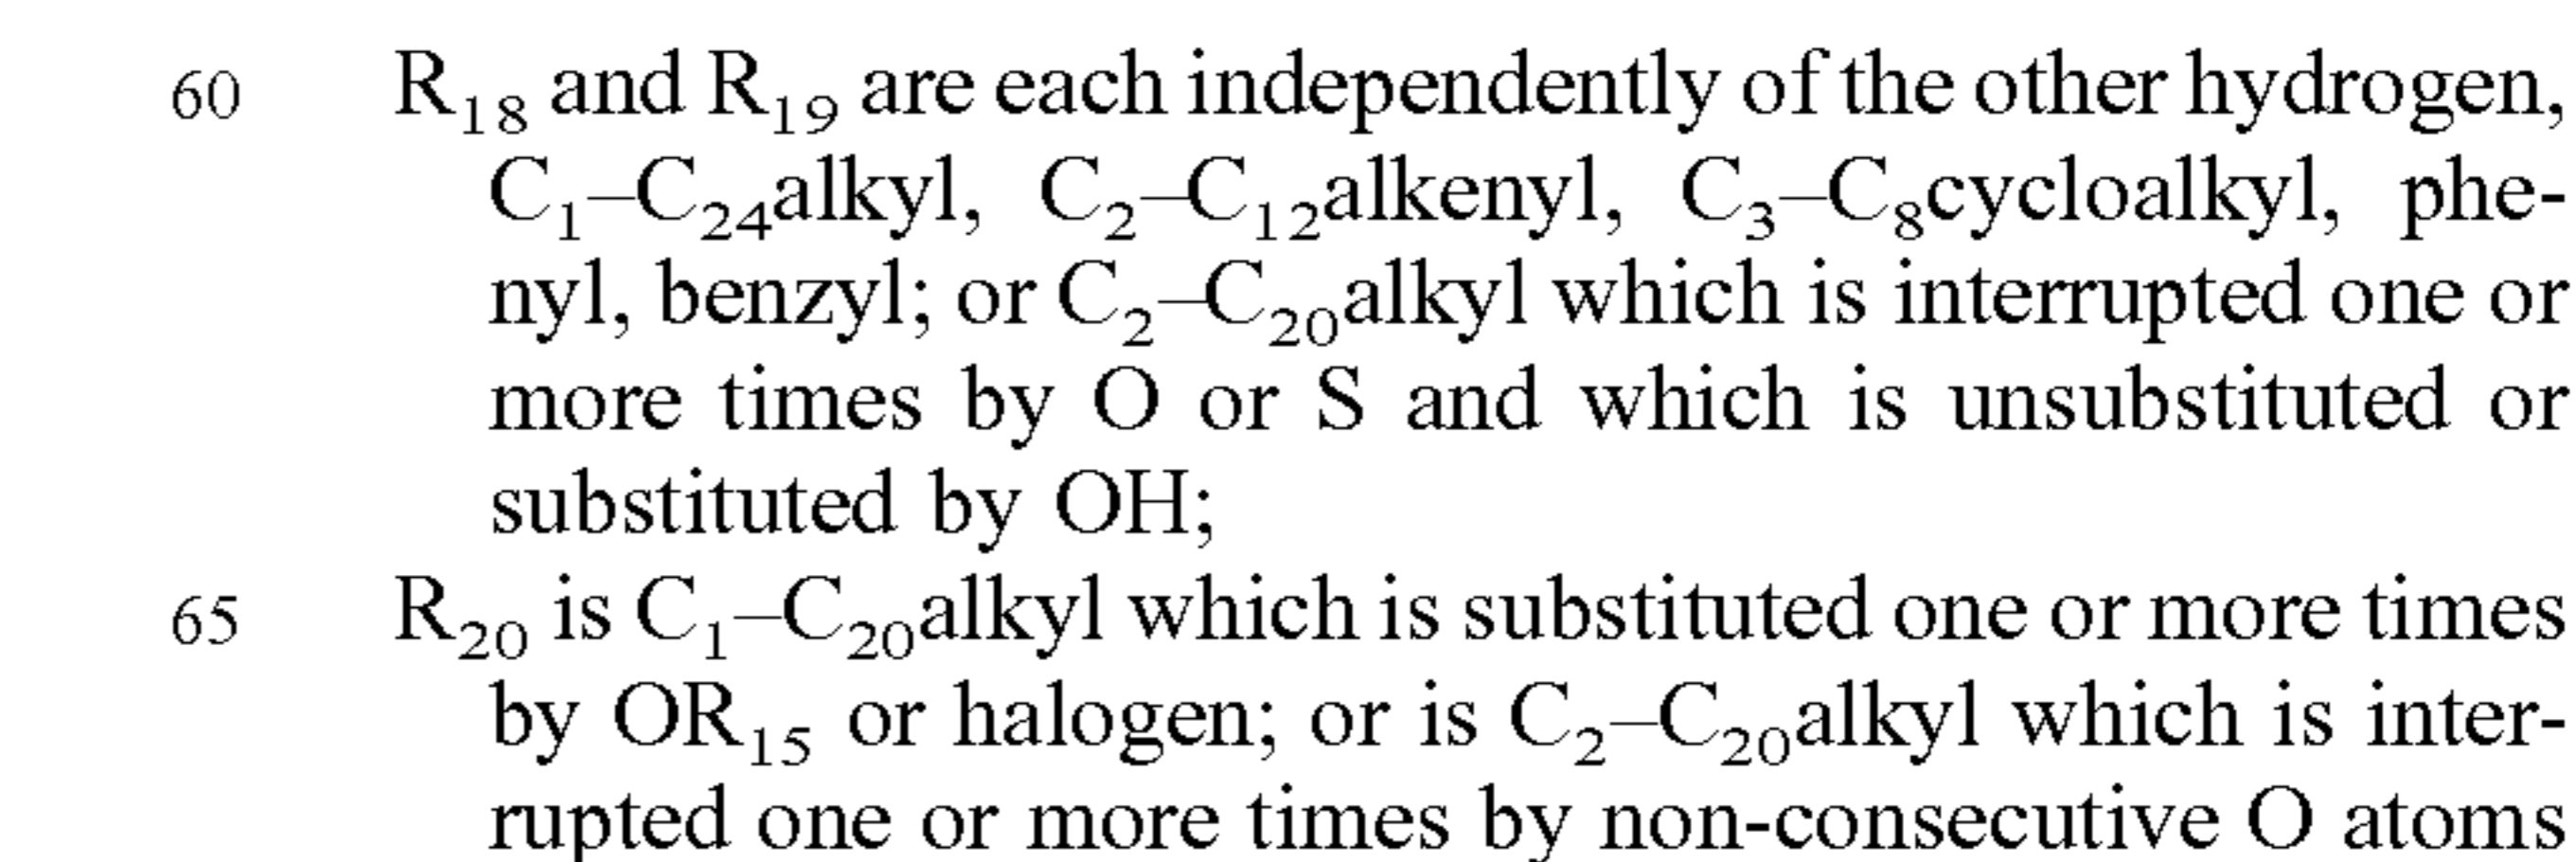 60 R₁₈ and R₁₉ are each independently of the other hydrogen,
C₁–C₂₄alkyl, C₂–C₁₂alkenyl, C₃–C₈cycloalkyl, phe-
nyl, benzyl; or C₂–C₂₀alkyl which is interrupted one or
more times by O or S and which is unsubstituted or
substituted by OH;
65 R₂₀ is C₁–C₂₀alkyl which is substituted one or more times
by OR₁₅ or halogen; or is C₂–C₂₀alkyl which is inter-
rupted one or more times by non-consecutive O atoms